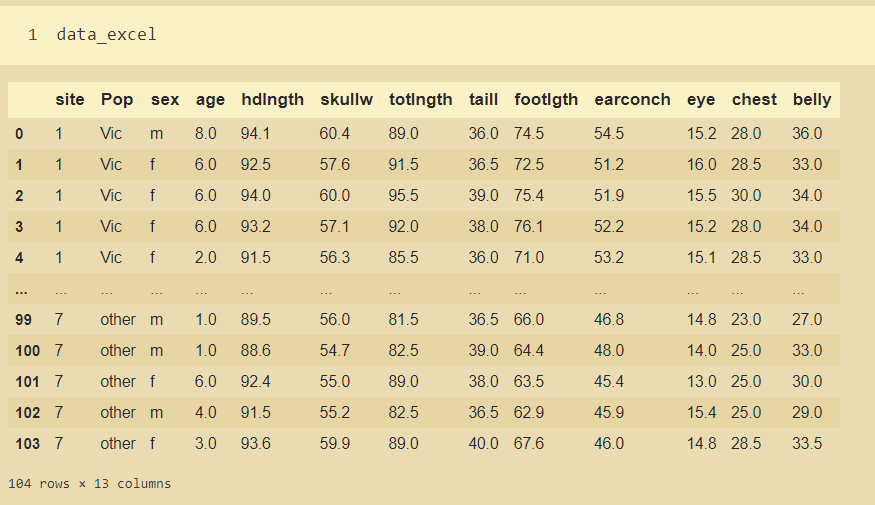 1 data_excel
site Pop sex age hdlngth skullw totlngth taill footlgth earconch eye chest belly
0 1 Vic m 8.0 94.1 60.4 89.0 36.0 74.5 54.5 15.2 28.0 36.0
1 1 Vic f 6.0 92.5 57.6 91.5 36.5 72.5 51.2 16.0 28.5 33.0
2 1 Vic f 6.0 94.0 60.0 95.5 39.0 75.4 51.9 15.5 30.0 34.0
3 1 Vic f 6.0 93.2 57.1 92.0 38.0 76.1 52.2 15.2 28.0 34.0
4 1 Vic f 2.0 91.5 56.3 85.5 36.0 71.0 53.2 15.1 28.5 33.0
... ... ... ... ... ... ... ... ... ... ... ... ... ...
99 7 other m 1.0 89.5 56.0 81.5 36.5 66.0 46.8 14.8 23.0 27.0
100 7 other m 1.0 88.6 54.7 82.5 39.0 64.4 48.0 14.0 25.0 33.0
101 7 other f 6.0 92.4 55.0 89.0 38.0 63.5 45.4 13.0 25.0 30.0
102 7 other m 4.0 91.5 55.2 82.5 36.5 62.9 45.9 15.4 25.0 29.0
103 7 other f 3.0 93.6 59.9 89.0 40.0 67.6 46.0 14.8 28.5 33.5
104 rows × 13 columns